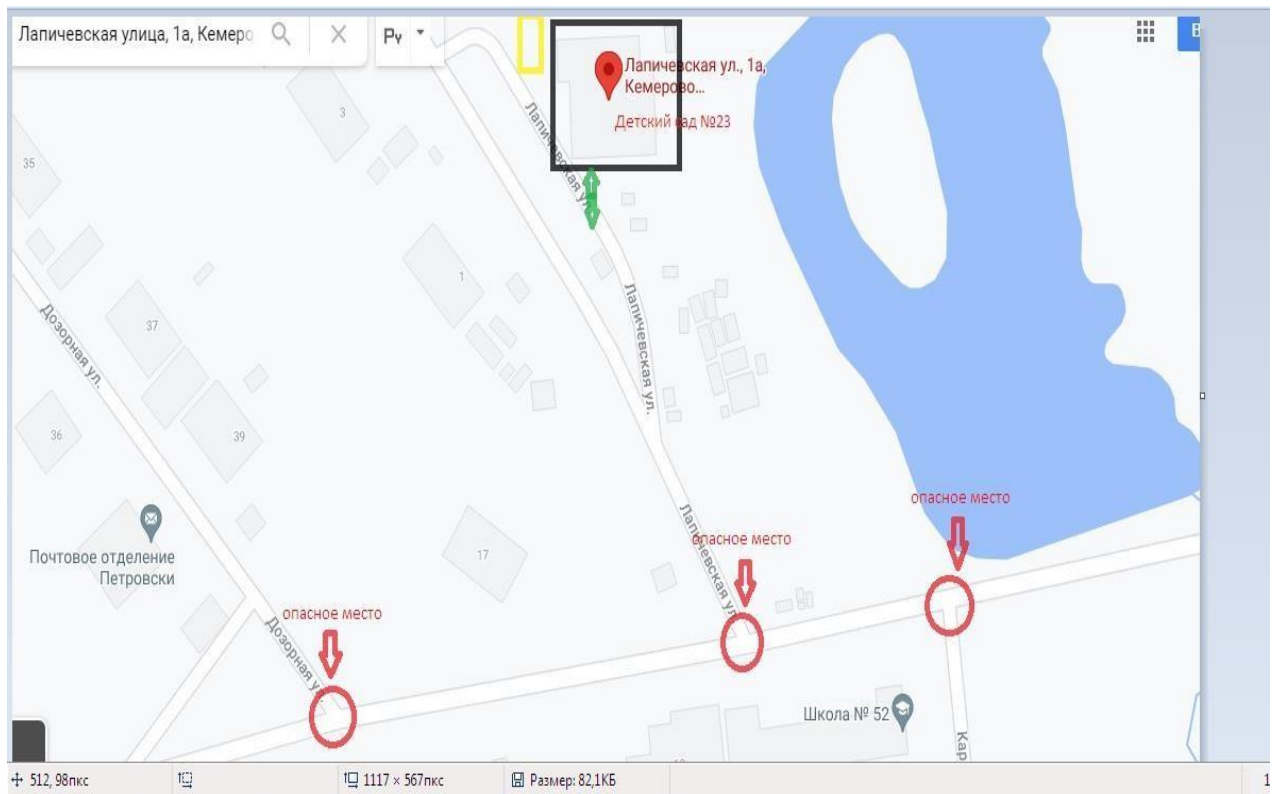 Лапичевская улица, 1а, Кемеро
Ру
В
Лапичевская ул., 1а,
Кемерово...
Детский сад №23
Лапичевская ул.
3
35
1
37
Дозорная ул.
Лапичевская ул.
36
39
опасное место
Почтовое отделение
Петровски
17
Лапичевская ул.
опасное место
опасное место
Дозорная ул.
Школа № 52
Кар
512, 98пкс
1117 × 567пкс
Размер: 82,1КБ
1